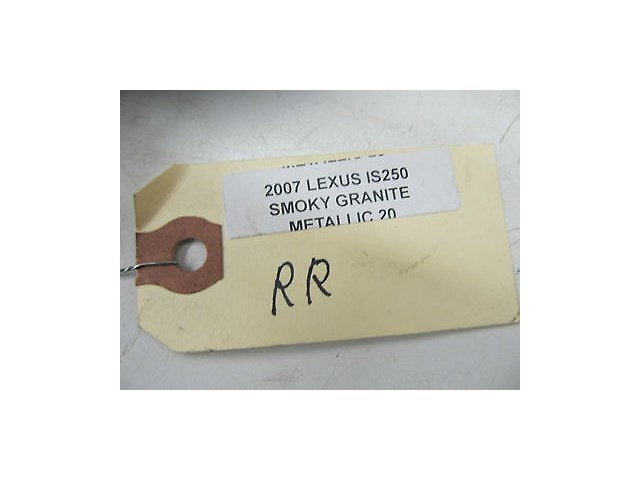 2007 LEXUS IS250
SMOKY GRANITE
METALLIC 20
RR